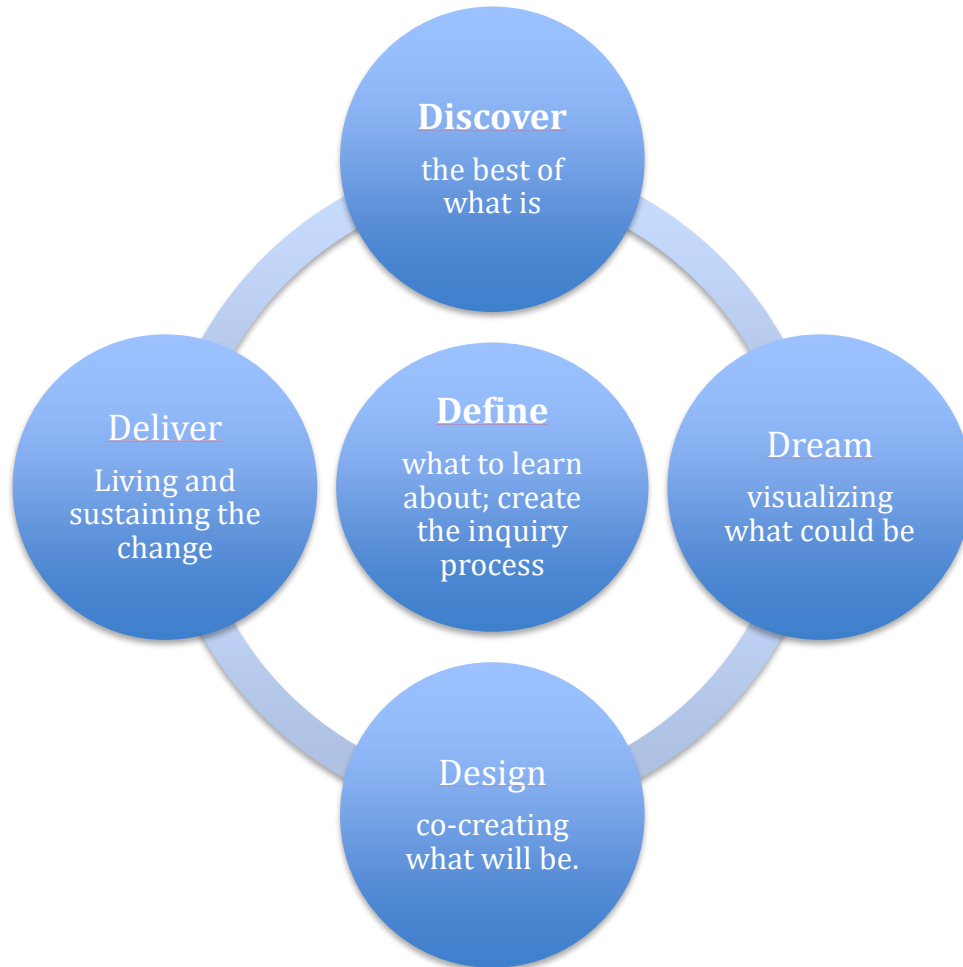 Discover
the best of
what is
Deliver
Living and
sustaining the
change
Define
what to learn
about; create
the inquiry
process
Dream
visualizing
what could be
Design
co-creating
what will be.